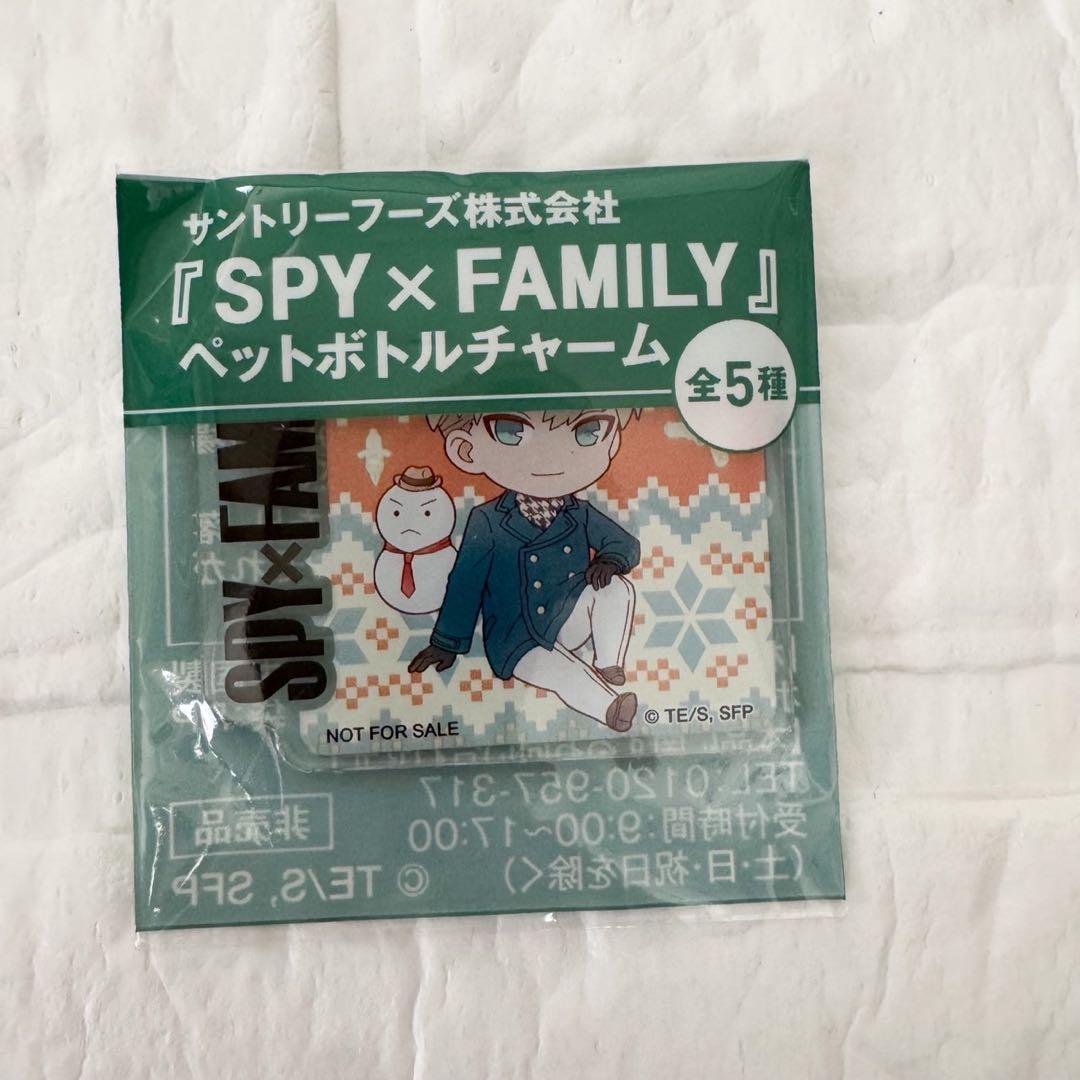 サントリーフーズ株式会社
『SPY×FAMILY』
ペットボトルチャーム
全5種
SPY×FAM
SPY×FAM
NOT FOR SALE
© TE/S, SFP
TEL:0120-957-317
受付時間:9:00~17:00
(土・日・祝日を除く)
非売品
© TE/S, SFP